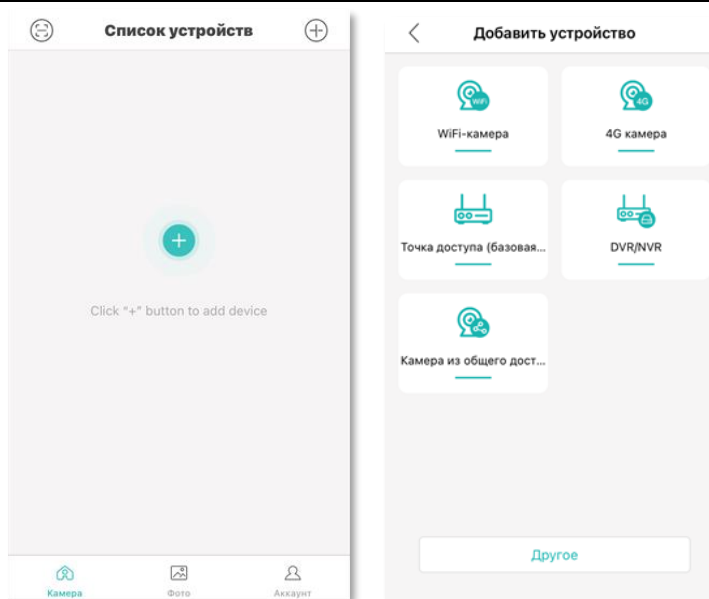 Список устройств
Click "+" button to add device
Камера
Фото
Аккаунт
Добавить устройство
WiFi
WiFi-камера
4G
4G камера
Точка доступа (базовая...
DVR/NVR
Камера из общего дост...
Другое